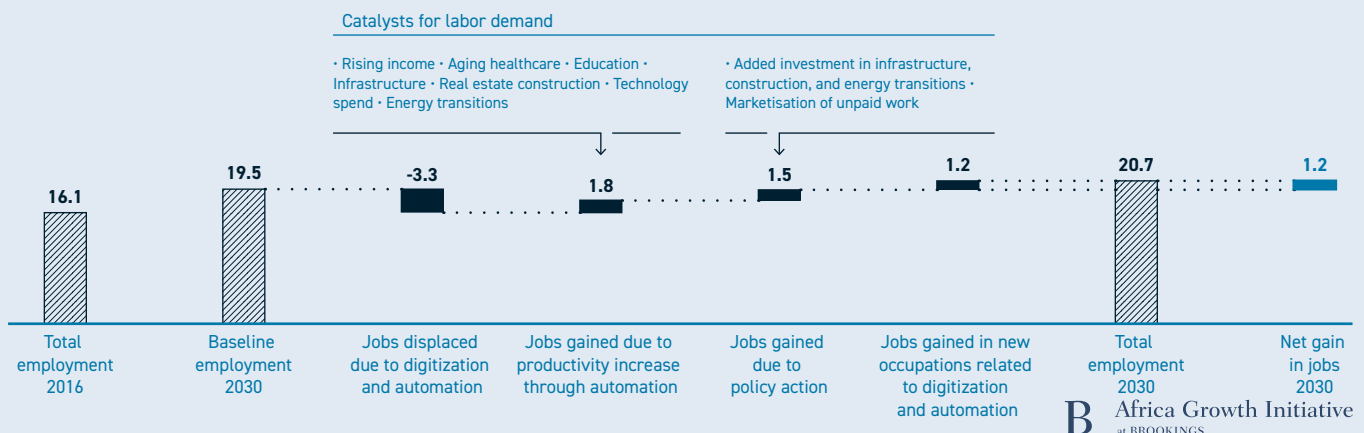 Catalysts for labor demand
· Rising income · Aging healthcare · Education ·
Infrastructure · Real estate construction · Technology
spend · Energy transitions
· Added investment in infrastructure,
construction, and energy transitions ·
Marketisation of unpaid work
16.1
19.5
-3.3
1.8
1.5
1.2
20.7
1.2
Total
employment
2016
Baseline
employment
2030
Jobs displaced
due to digitization
and automation
Jobs gained due to
productivity increase
through automation
Jobs gained
due to
policy action
Jobs gained in new
occupations related
to digitization
and automation
Total
employment
2030
Net gain
in jobs
2030
B
Africa Growth Initiative
at BROOKINGS